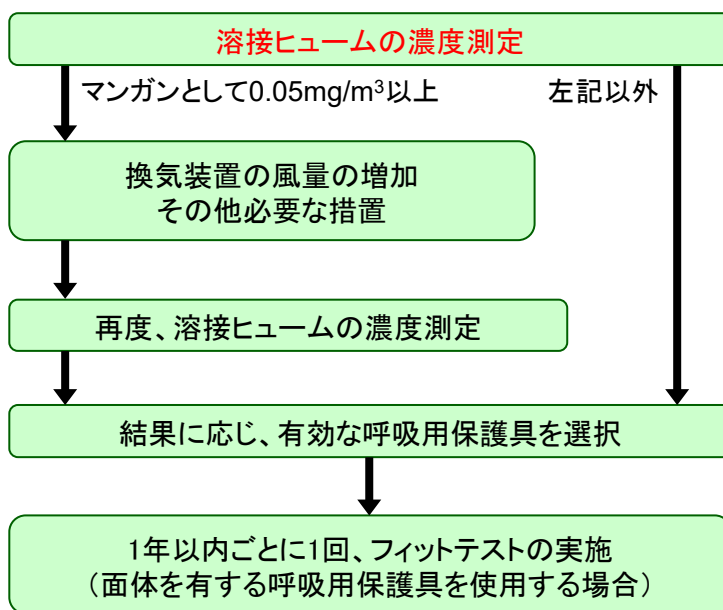 溶接ヒュームの濃度測定
マンガンとして0.05mg/m³以上
左記以外
換気装置の風量の増加
その他必要な措置
再度、溶接ヒュームの濃度測定
結果に応じ、有効な呼吸用保護具を選択
1年以内ごとに1回、フィットテストの実施
(面体を有する呼吸用保護具を使用する場合)